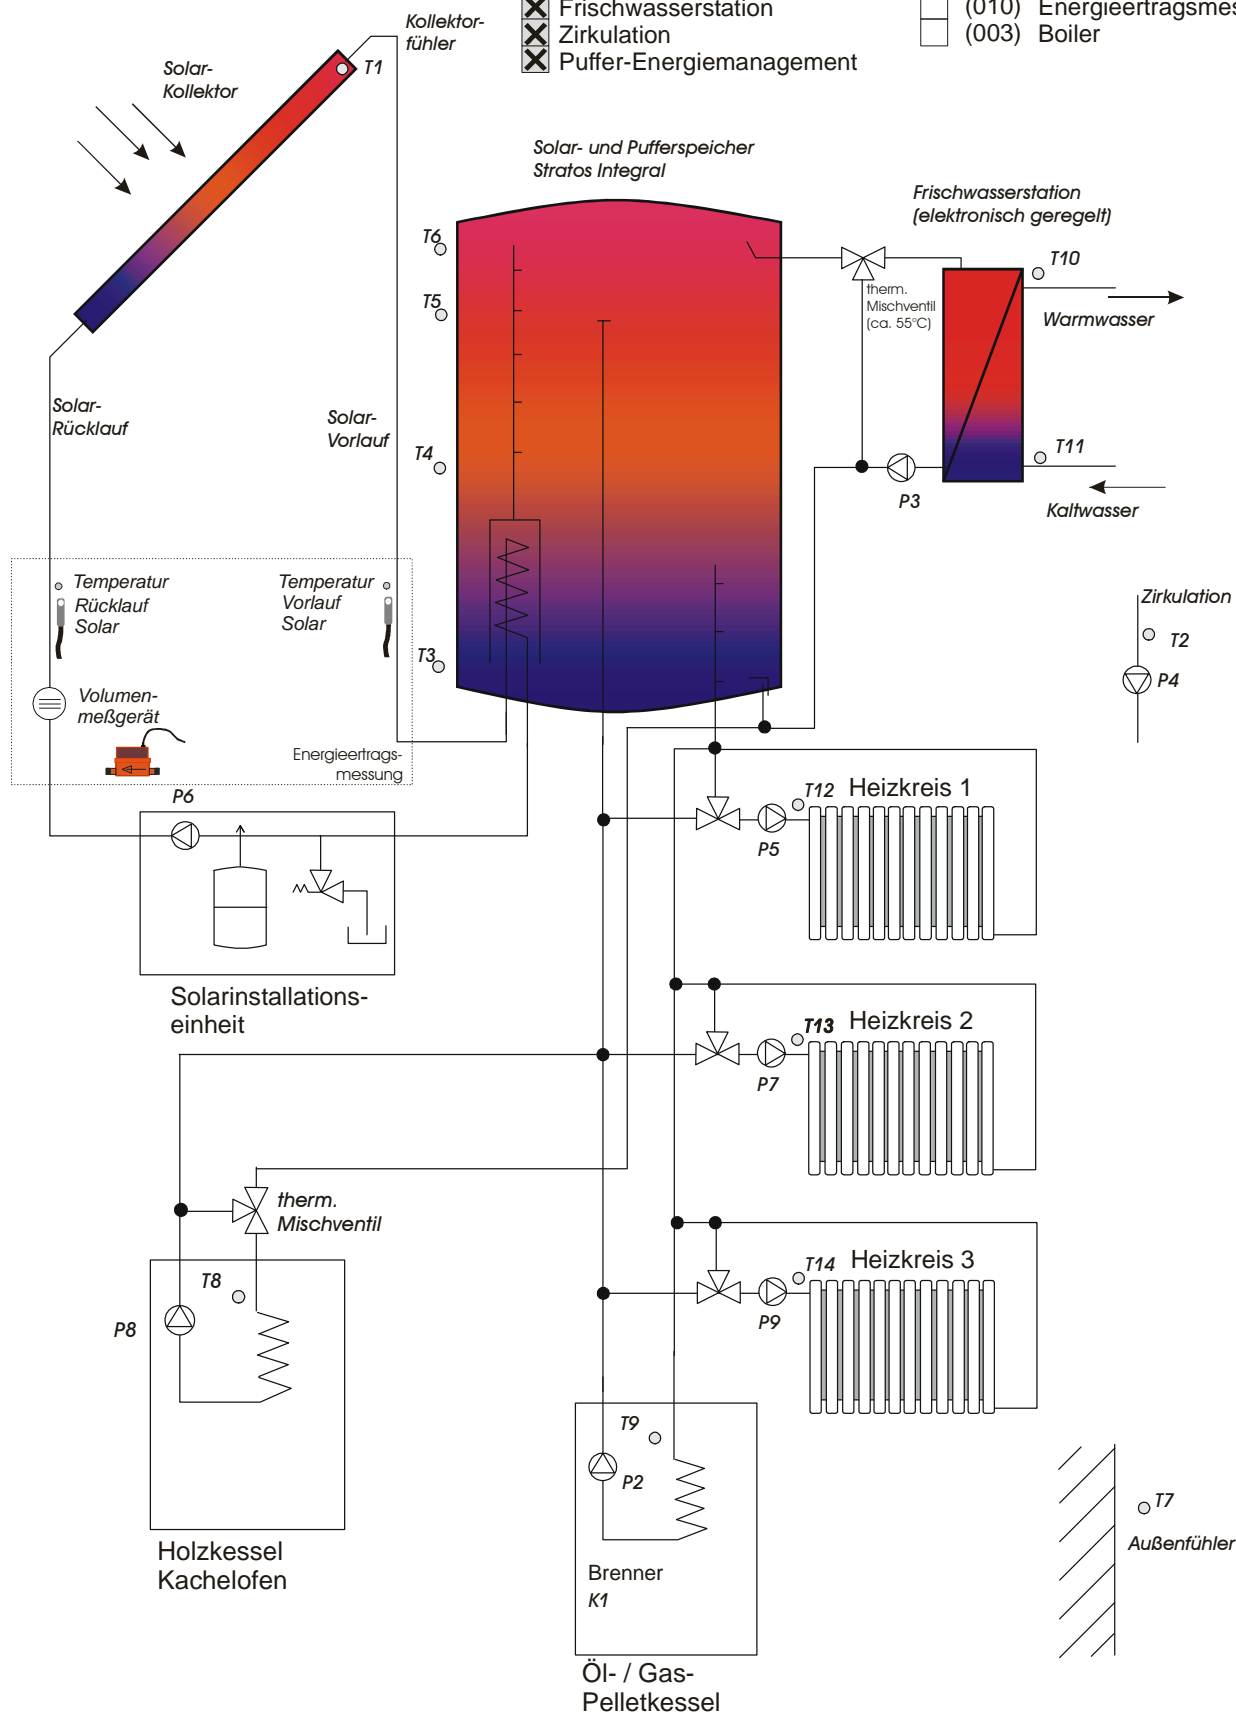 Frischwasserstation
Zirkulation
Puffer-Energiemanagement
(010) Energieertragsmes
(003) Boiler
Kollektor-
fühler
T1
Solar-
Kollektor
Solar- und Pufferspeicher
Stratos Integral
Frischwasserstation
(elektronisch geregelt)
T6
T5
T4
T3
T10
therm.
Mischventil
(ca. 55°C)
Warmwasser
T11
P3
Kaltwasser
Solar-
Rücklauf
Solar-
Vorlauf
Temperatur
Rücklauf
Solar
Temperatur
Vorlauf
Solar
Volumen-
meßgerät
Energieertrags-
messung
Zirkulation
T2
P4
P6
Solarinstallations-
einheit
T12 Heizkreis 1
P5
T13 Heizkreis 2
P7
therm.
Mischventil
T14 Heizkreis 3
P9
T8
P8
Holzkessel
Kachelofen
T9
P2
Brenner
K1
Öl- / Gas-
Pelletkessel
T7
Außenfühler